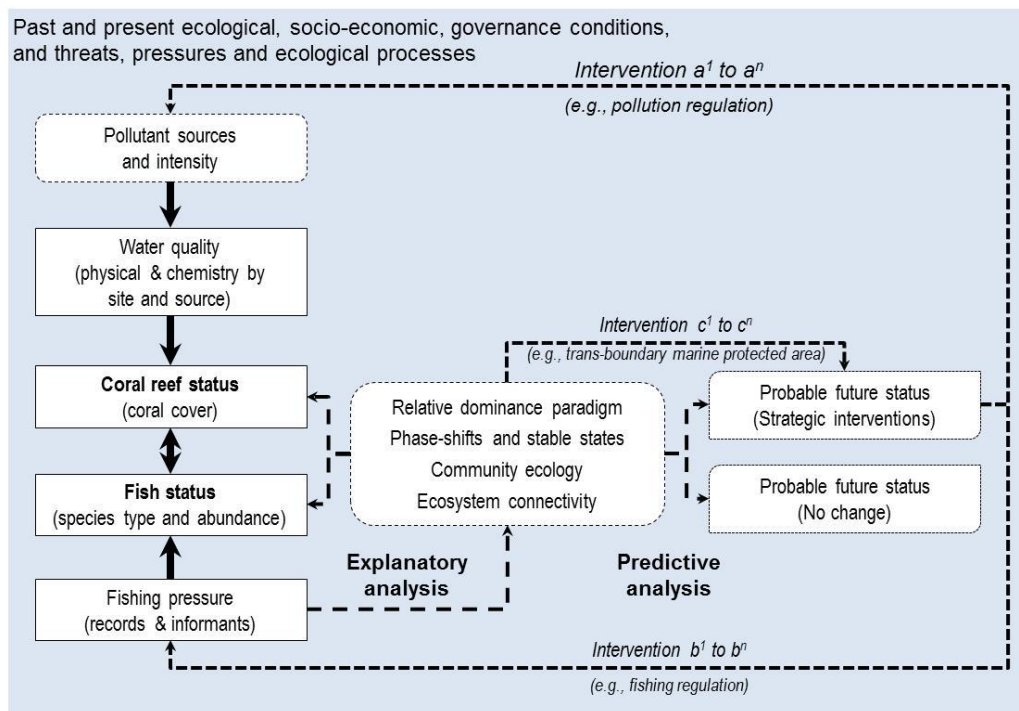 Past and present ecological, socio-economic, governance conditions,
and threats, pressures and ecological processes
Intervention a¹ to aⁿ
(e.g., pollution regulation)
Pollutant sources
and intensity
Water quality
(physical & chemistry by
site and source)
Intervention c¹ to cⁿ
(e.g., trans-boundary marine protected area)
Coral reef status
(coral cover)
Relative dominance paradigm
Phase-shifts and stable states
Community ecology
Ecosystem connectivity
Probable future status
(Strategic interventions)
Fish status
(species type and abundance)
Probable future status
(No change)
Explanatory
analysis
Predictive
analysis
Fishing pressure
(records & informants)
Intervention b¹ to bⁿ
(e.g., fishing regulation)